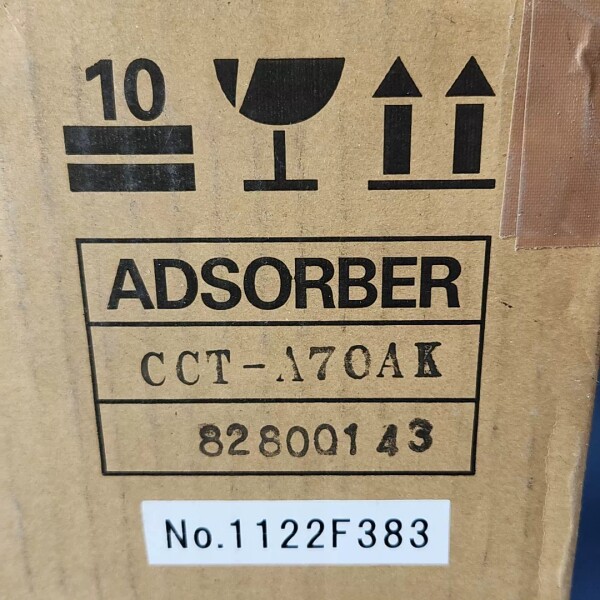 10
ADSORBER
CCT-A70AK
82800143
No.1122F383